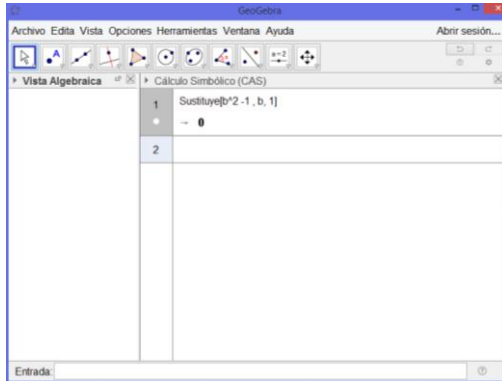 GeoGebra
Archivo Edita Vista Opciones Herramientas Ventana Ayuda Abrir sesión...
A
a=2
Vista Algebraica
Cálculo Simbólico (CAS)
1 Sustituye[b^2 -1 , b, 1]
→ 0
2
Entrada: